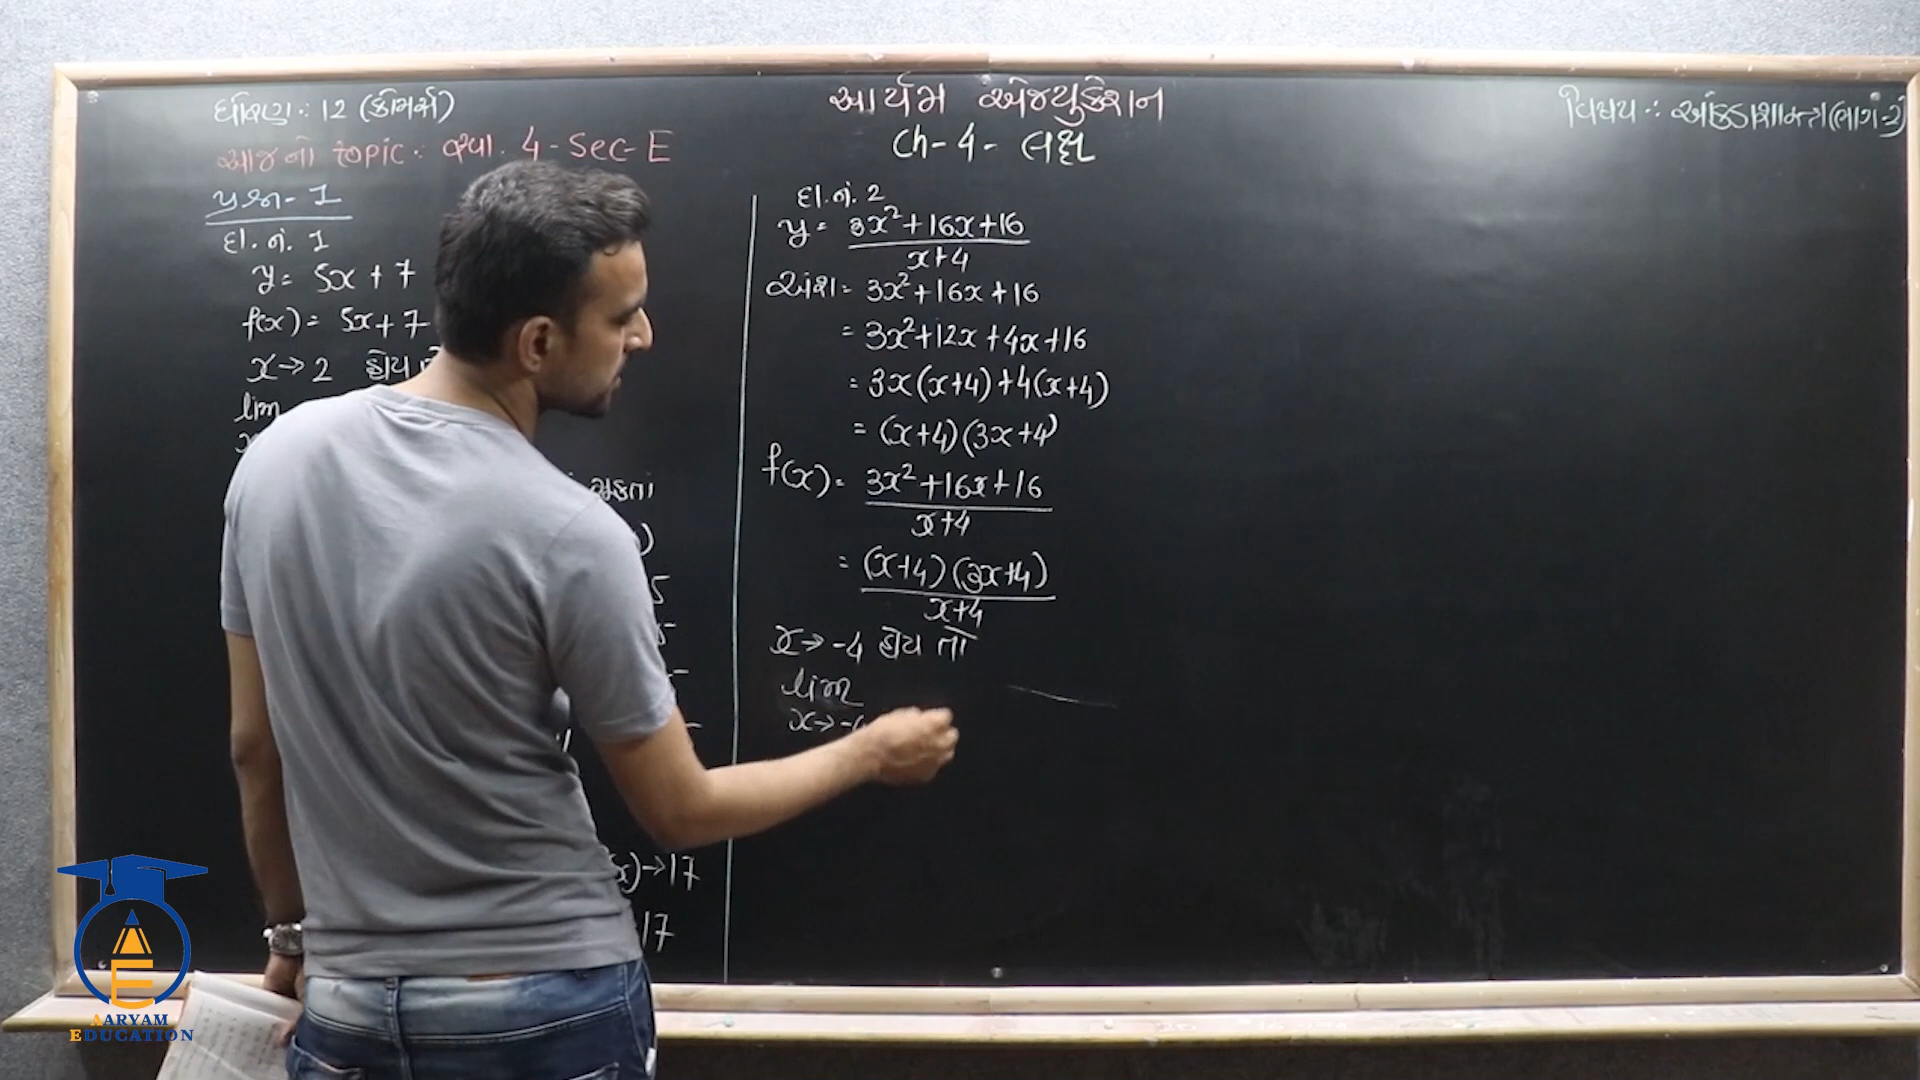 ધોરણ : 12 (કોમર્સ)
આર્યમ એજ્યુકેશન
વિષય : આંકડાશાસ્ત્ર (ભાગ-2)
આજનો topic : સ્વા. 4 - Sec - E
Ch - 4 - લક્ષ
પ્રશ્ન - 1
દા. નં. 1
y = 5x + 7
f(x) = 5x + 7
x → 2 હોય
lim
મુકતાં
5
(x) → 17
17
દા. નં. 2
y = 3x² + 16x + 16
x + 4
અંશ = 3x² + 16x + 16
= 3x² + 12x + 4x + 16
= 3x(x+4) + 4(x+4)
= (x+4)(3x+4)
f(x) = 3x² + 16x + 16
x + 4
= (x+4)(3x+4)
x + 4
x → -4 હોય તો
lim
x → -4
AARYAM
EDUCATION